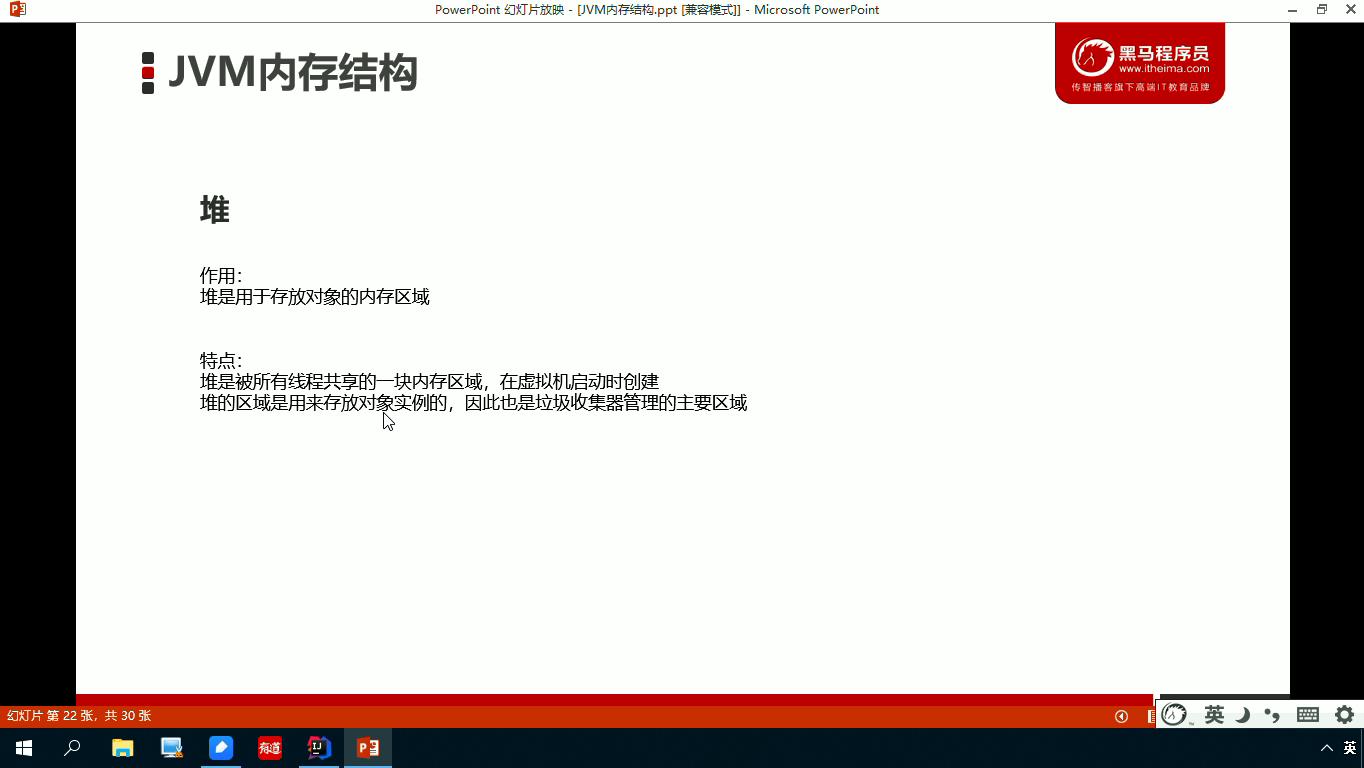 PowerPoint 幻灯片放映 - [JVM内存结构.ppt [兼容模式]] - Microsoft PowerPoint
JVM内存结构
黑马程序员
www.itheima.com
传智播客旗下高端IT教育品牌
堆
作用：
堆是用于存放对象的内存区域
特点：
堆是被所有线程共享的一块内存区域，在虚拟机启动时创建
堆的区域是用来存放对象实例的，因此也是垃圾收集器管理的主要区域
幻灯片 第 22 张，共 30 张
英
有道
IJ
英